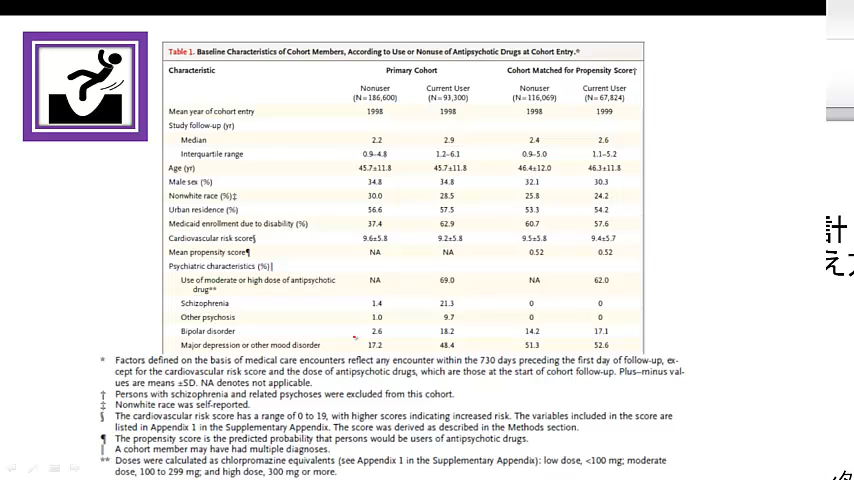 Table 1. Baseline Characteristics of Cohort Members, According to Use or Nonuse of Antipsychotic Drugs at Cohort Entry.*
Characteristic Primary Cohort Cohort Matched for Propensity Score†
Nonuser Current User Nonuser Current User
(N=186,600) (N=93,300) (N=116,069) (N=67,824)
Mean year of cohort entry 1998 1998 1998 1999
Study follow-up (yr)
Median 2.2 2.9 2.4 2.6
Interquartile range 0.9–4.8 1.2–6.1 0.9–5.0 1.1–5.2
Age (yr) 45.7±11.8 45.7±11.8 46.4±12.0 46.3±11.8
Male sex (%) 34.8 34.8 32.1 30.3
Nonwhite race (%)‡ 30.0 28.5 25.8 24.2
Urban residence (%) 56.6 57.5 53.3 54.2
Medicaid enrollment due to disability (%) 37.4 62.9 60.7 57.6
Cardiovascular risk score§ 9.6±5.8 9.2±5.8 9.5±5.8 9.4±5.7
Mean propensity score¶ NA NA 0.52 0.52
Psychiatric characteristics (%)‖
Use of moderate or high dose of antipsychotic NA 69.0 NA 62.0
drug**
Schizophrenia 1.4 21.3 0 0
Other psychosis 1.0 9.7 0 0
Bipolar disorder 2.6 18.2 14.2 17.1
Major depression or other mood disorder 17.2 48.4 51.3 52.6
* Factors defined on the basis of medical care encounters reflect any encounter within the 730 days preceding the first day of follow-up, ex-
cept for the cardiovascular risk score and the dose of antipsychotic drugs, which are those at the start of cohort follow-up. Plus–minus val-
ues are means ±SD. NA denotes not applicable.
† Persons with schizophrenia and related psychoses were excluded from this cohort.
‡ Nonwhite race was self-reported.
§ The cardiovascular risk score has a range of 0 to 19, with higher scores indicating increased risk. The variables included in the score are
listed in Appendix 1 in the Supplementary Appendix. The score was derived as described in the Methods section.
¶ The propensity score is the predicted probability that persons would be users of antipsychotic drugs.
‖ A cohort member may have had multiple diagnoses.
** Doses were calculated as chlorpromazine equivalents (see Appendix 1 in the Supplementary Appendix): low dose, <100 mg; moderate
dose, 100 to 299 mg; and high dose, 300 mg or more.
計
え